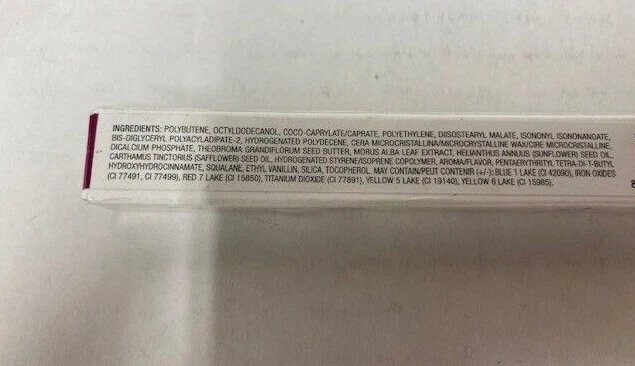 INGREDIENTS: POLYBUTENE, OCTYLDODECANOL, COCO-CAPRYLATE/CAPRATE, POLYETHYLENE, DIISOSTEARYL MALATE, ISONONYL ISONONANOATE,
BIS-DIGLYCERYL POLYACYLADIPATE-2, HYDROGENATED POLYDECENE, CERA MICROCRISTALLINA/MICROCRYSTALLINE WAX/CIRE MICROCRISTALLINE,
DICALCIUM PHOSPHATE, THEOBROMA GRANDIFLORUM SEED BUTTER, MORUS ALBA LEAF EXTRACT, HELIANTHUS ANNUUS (SUNFLOWER) SEED OIL,
CARTHAMUS TINCTORIUS (SAFFLOWER) SEED OIL, HYDROGENATED STYRENE/ISOPRENE COPOLYMER, AROMA/FLAVOR, PENTAERYTHRITYL TETRA-DI-T-BUTYL
HYDROXYHYDROCINNAMATE, SQUALANE, ETHYL VANILLIN, SILICA, TOCOPHEROL. MAY CONTAIN/PEUT CONTENIR (+/-): BLUE 1 LAKE (CI 42090), IRON OXIDES
(CI 77491, CI 77499), RED 7 LAKE (CI 15850), TITANIUM DIOXIDE (CI 77891), YELLOW 5 LAKE (CI 19140), YELLOW 6 LAKE (CI 15985).